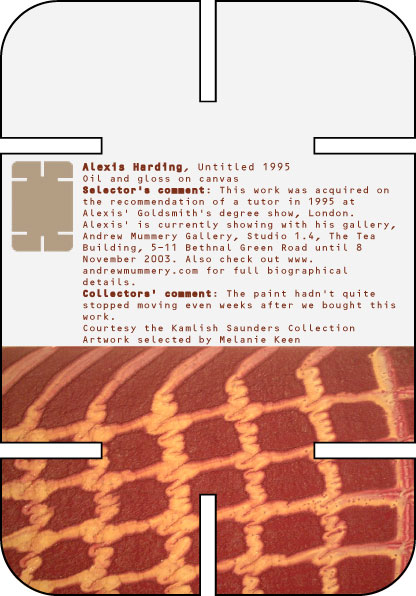 Alexis Harding, Untitled 1995
Oil and gloss on canvas
Selector's comment: This work was acquired on
the recommendation of a tutor in 1995 at
Alexis' Goldsmith's degree show, London.
Alexis' is currently showing with his gallery,
Andrew Mummery Gallery, Studio 1.4, The Tea
Building, 5-11 Bethnal Green Road until 8
November 2003. Also check out www.
andrewmummery.com for full biographical
details.
Collectors' comment: The paint hadn't quite
stopped moving even weeks after we bought this
work.
Courtesy the Kamlish Saunders Collection
Artwork selected by Melanie Keen